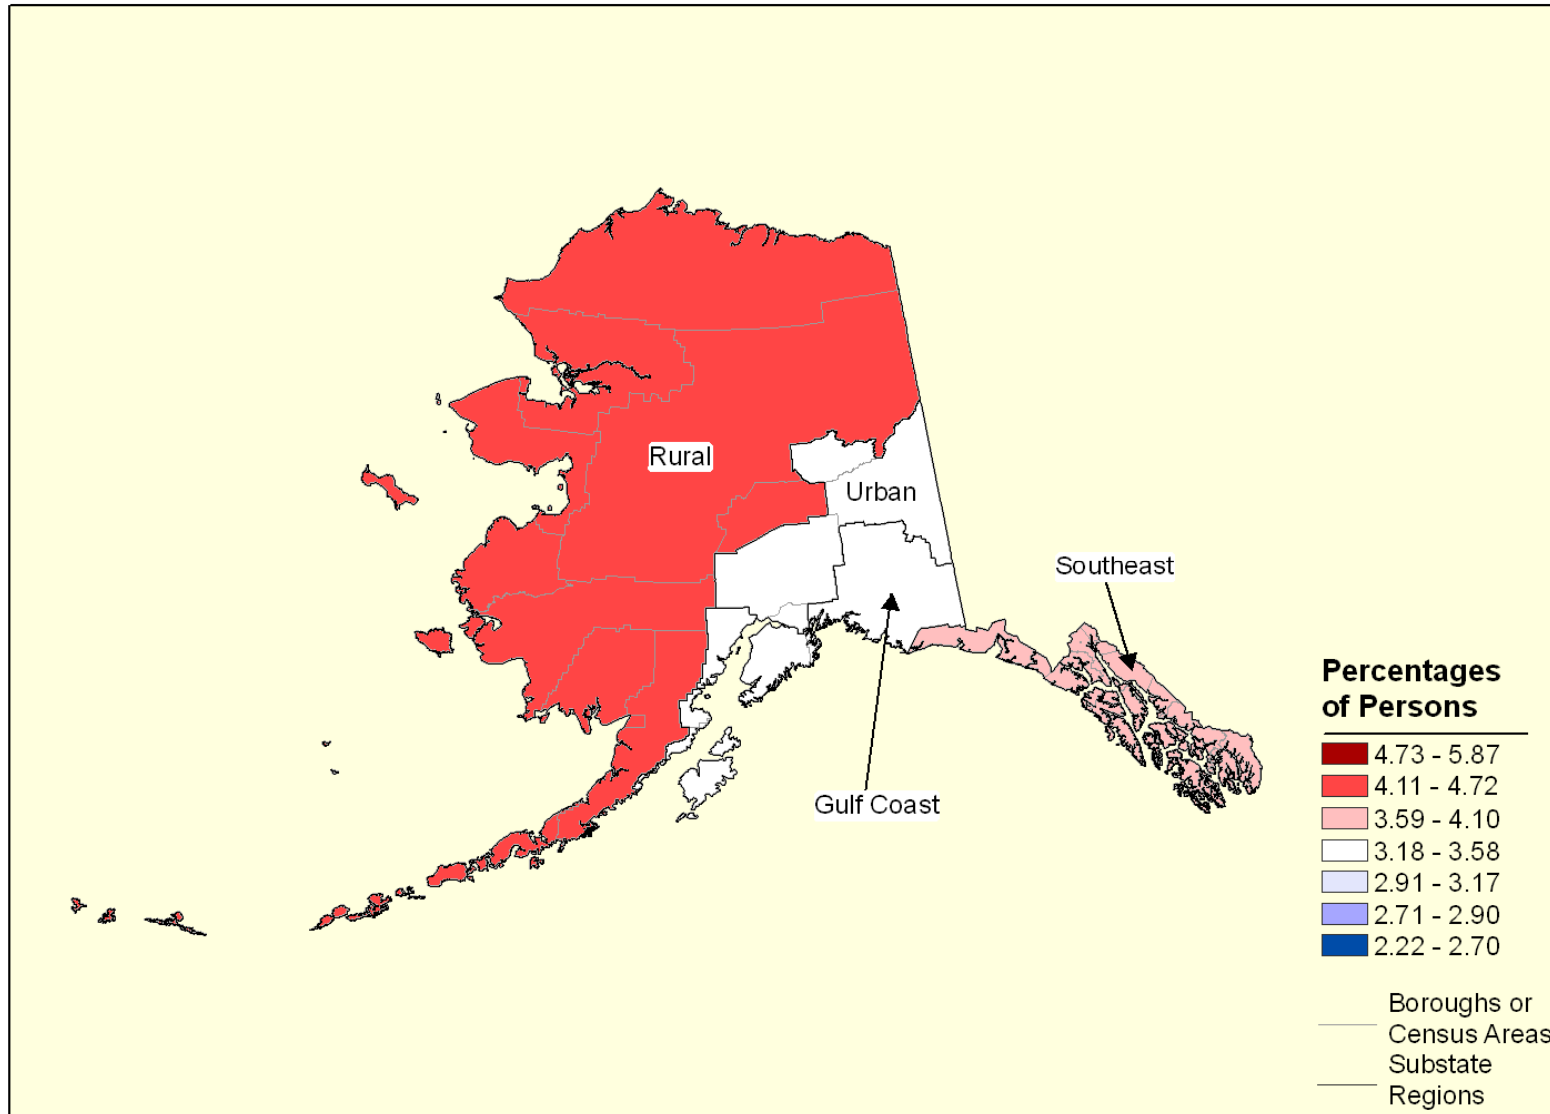 Rural
Urban
Southeast
Gulf Coast
Percentages
of Persons
4.73 - 5.87
4.11 - 4.72
3.59 - 4.10
3.18 - 3.58
2.91 - 3.17
2.71 - 2.90
2.22 - 2.70
Boroughs or
Census Areas
Substate
Regions